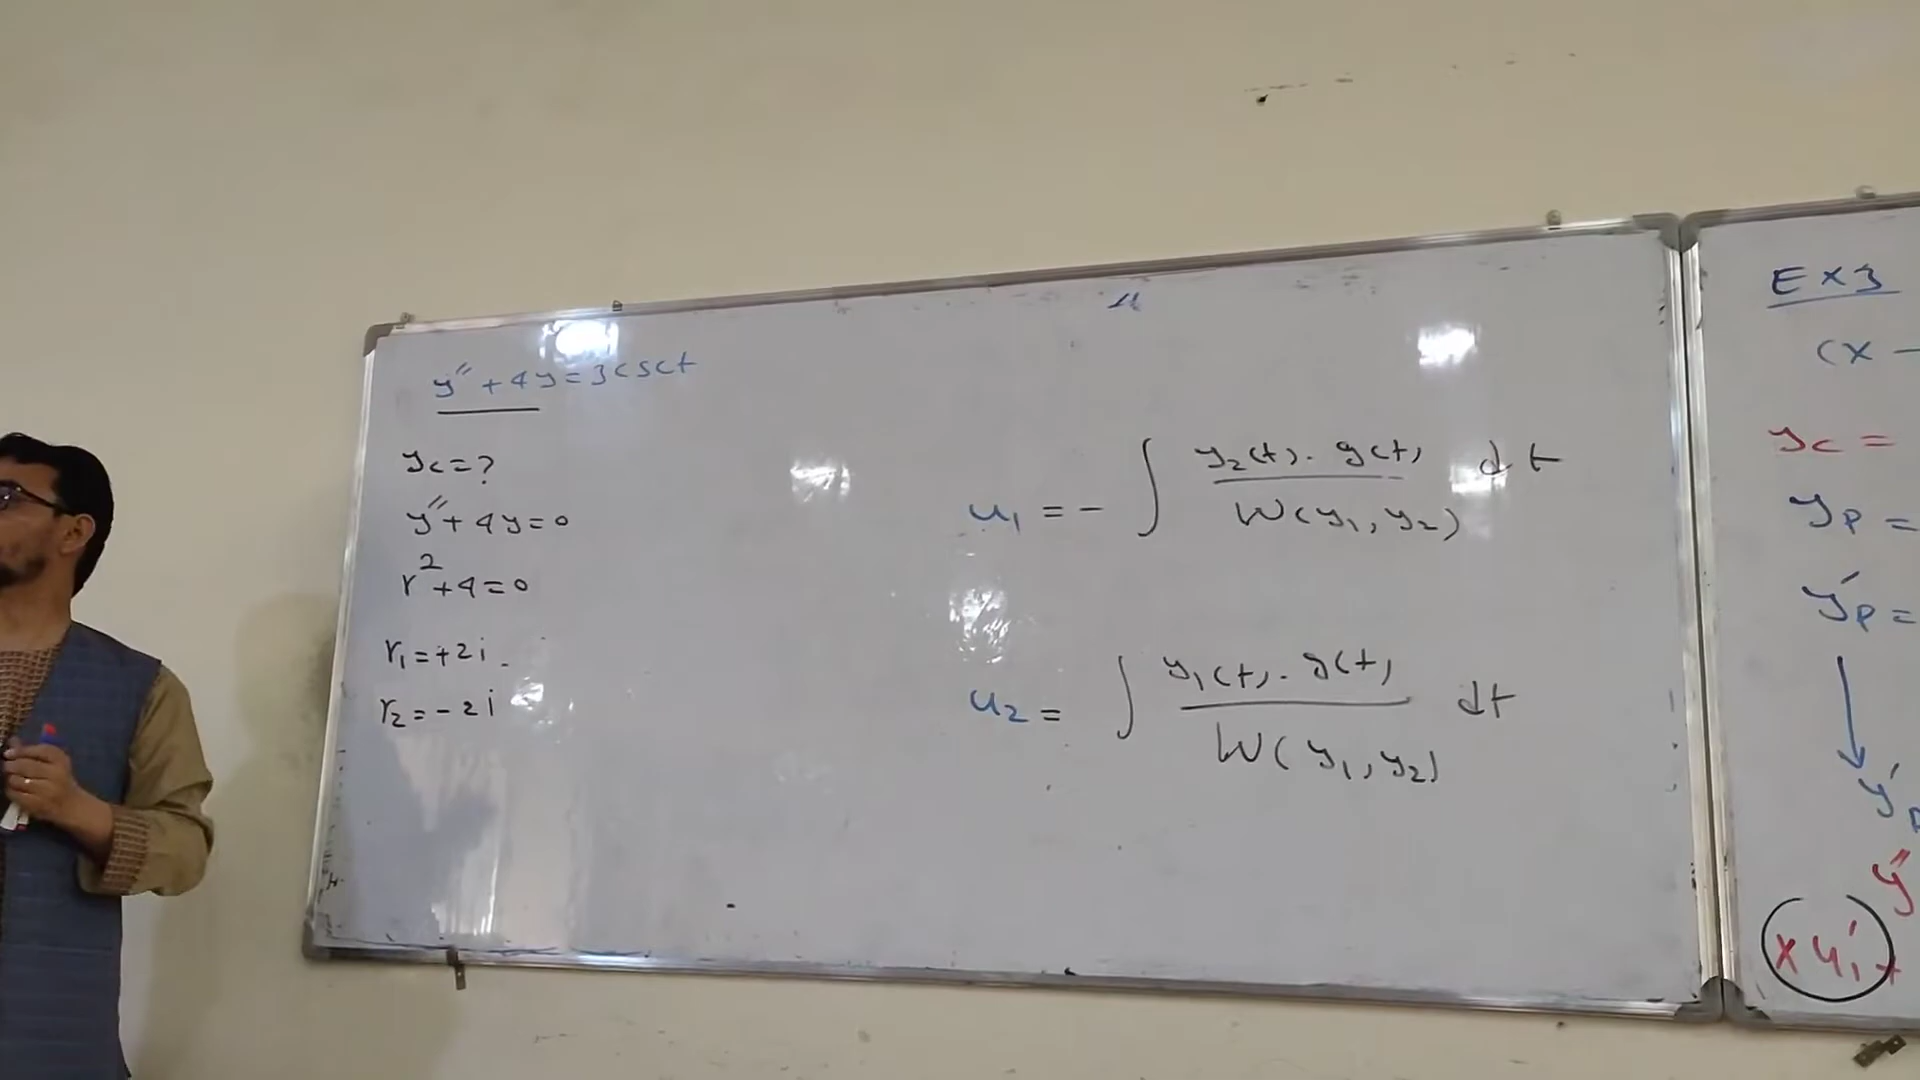 y″ + 4y = 3csct
yc = ?
y″ + 4y = 0
r² + 4 = 0
r₁ = +2i
r₂ = -2i
u₁ = - ∫ y₂(t) . g(t) / W(y₁, y₂) dt
u₂ = ∫ y₁(t) . g(t) / W(y₁, y₂) dt
EX3
(x -
yc =
yp =
y′p =
y′p
y″
x u′₁ +